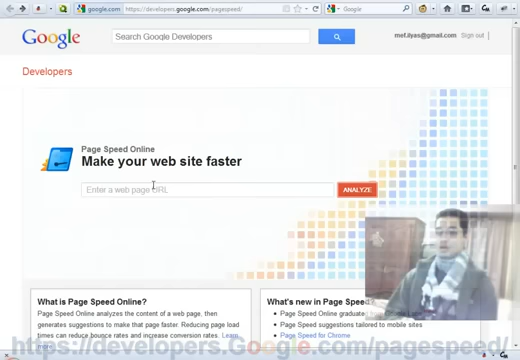 google.com
https://developers.google.com/pagespeed/
Google
Google
Search Google Developers
mef.ilyas@gmail.com
Sign out
Developers
Page Speed Online
Make your web site faster
Enter a web page URL
ANALYZE
What is Page Speed Online?
Page Speed Online analyzes the content of a web page, then
generates suggestions to make that page faster. Reducing page load
times can reduce bounce rates and increase conversion rates. Learn
more
What's new in Page Speed?
Page Speed Online graduated
Page Speed suggestions tailored to mobile sites
Page Speed for Chrome
https://developers.Google.com/pagespeed/